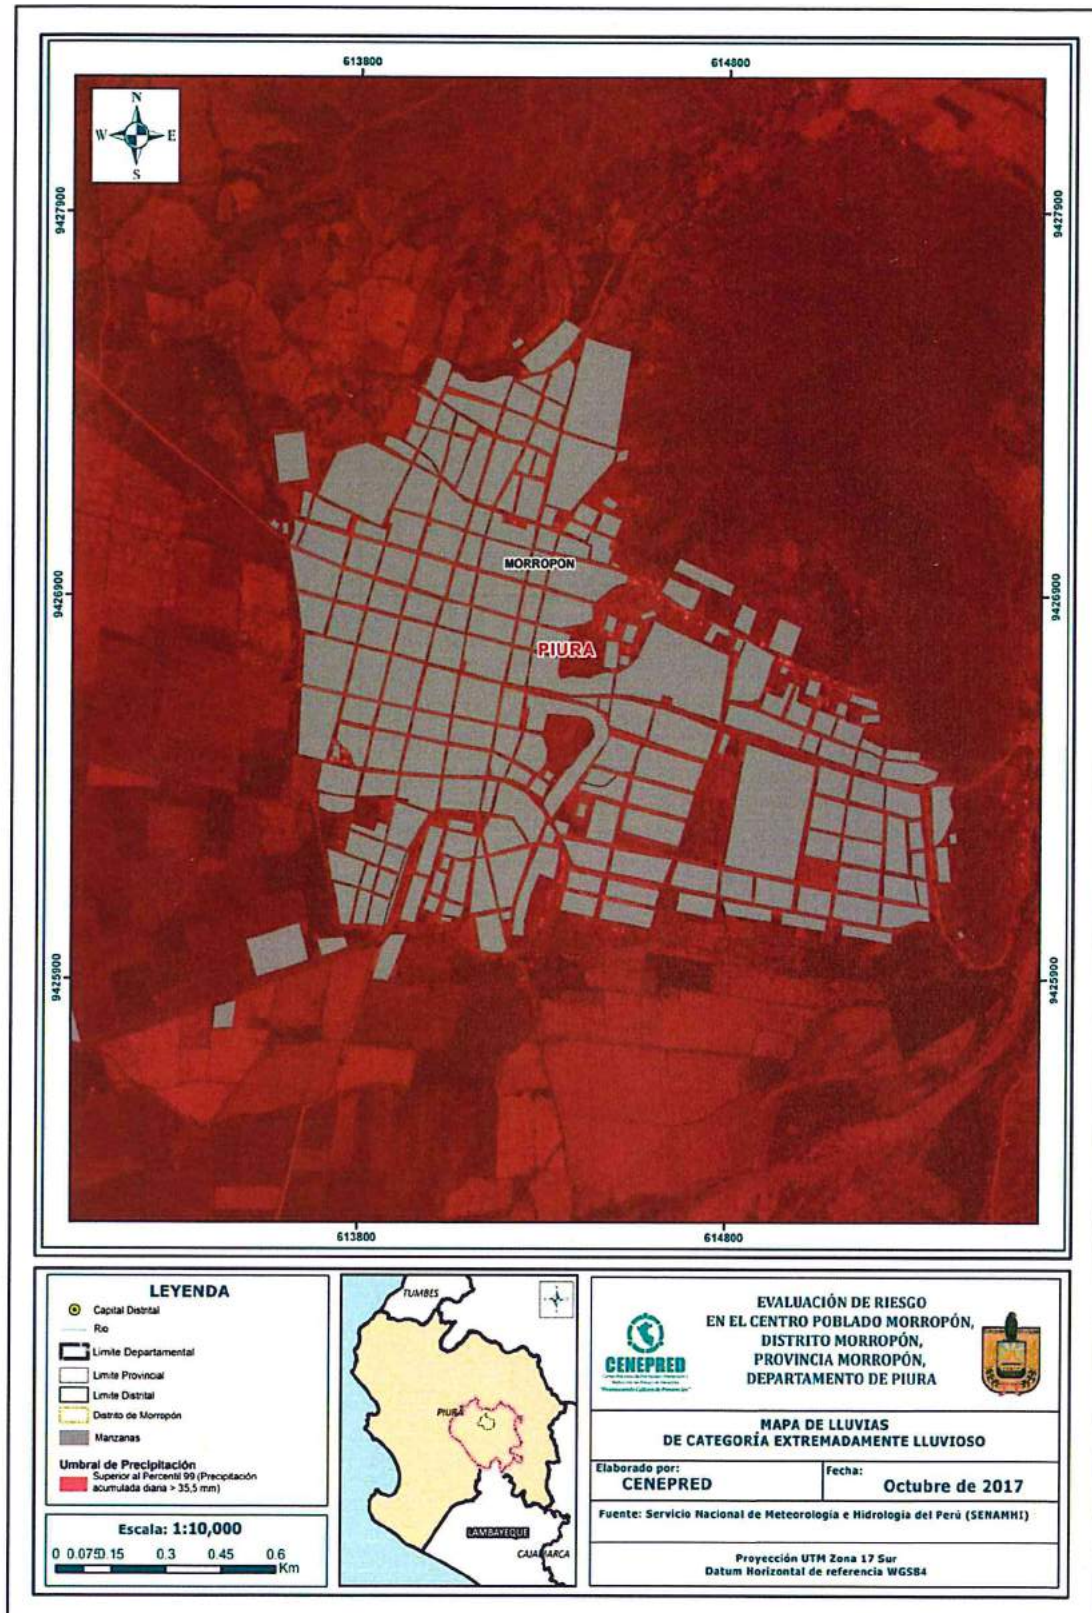 613800
614800
N
W E
S
9427900
9427900
MORROPON
9426900
9426900
PIURA
9425900
9425900
613800
614800
LEYENDA
Capital Distrital
Rio
Limite Departamental
Limite Provincial
Limite Distrital
Distrito de Morropón
Manzanas
Umbral de Precipitación
Superior al Percentil 99 (Precipitación
acumulada diaria > 35,5 mm)
Escala: 1:10,000
0 0.075 0.15 0.3 0.45 0.6
Km
TUMBES
PIURA
LAMBAYEQUE
CAJAMARCA
CENEPRED
EVALUACIÓN DE RIESGO
EN EL CENTRO POBLADO MORROPÓN,
DISTRITO MORROPÓN,
PROVINCIA MORROPÓN,
DEPARTAMENTO DE PIURA
MAPA DE LLUVIAS
DE CATEGORÍA EXTREMADAMENTE LLUVIOSO
Elaborado por:
CENEPRED
Fecha:
Octubre de 2017
Fuente: Servicio Nacional de Meteorología e Hidrología del Perú (SENAMHI)
Proyección UTM Zona 17 Sur
Datum Horizontal de referencia WGS84